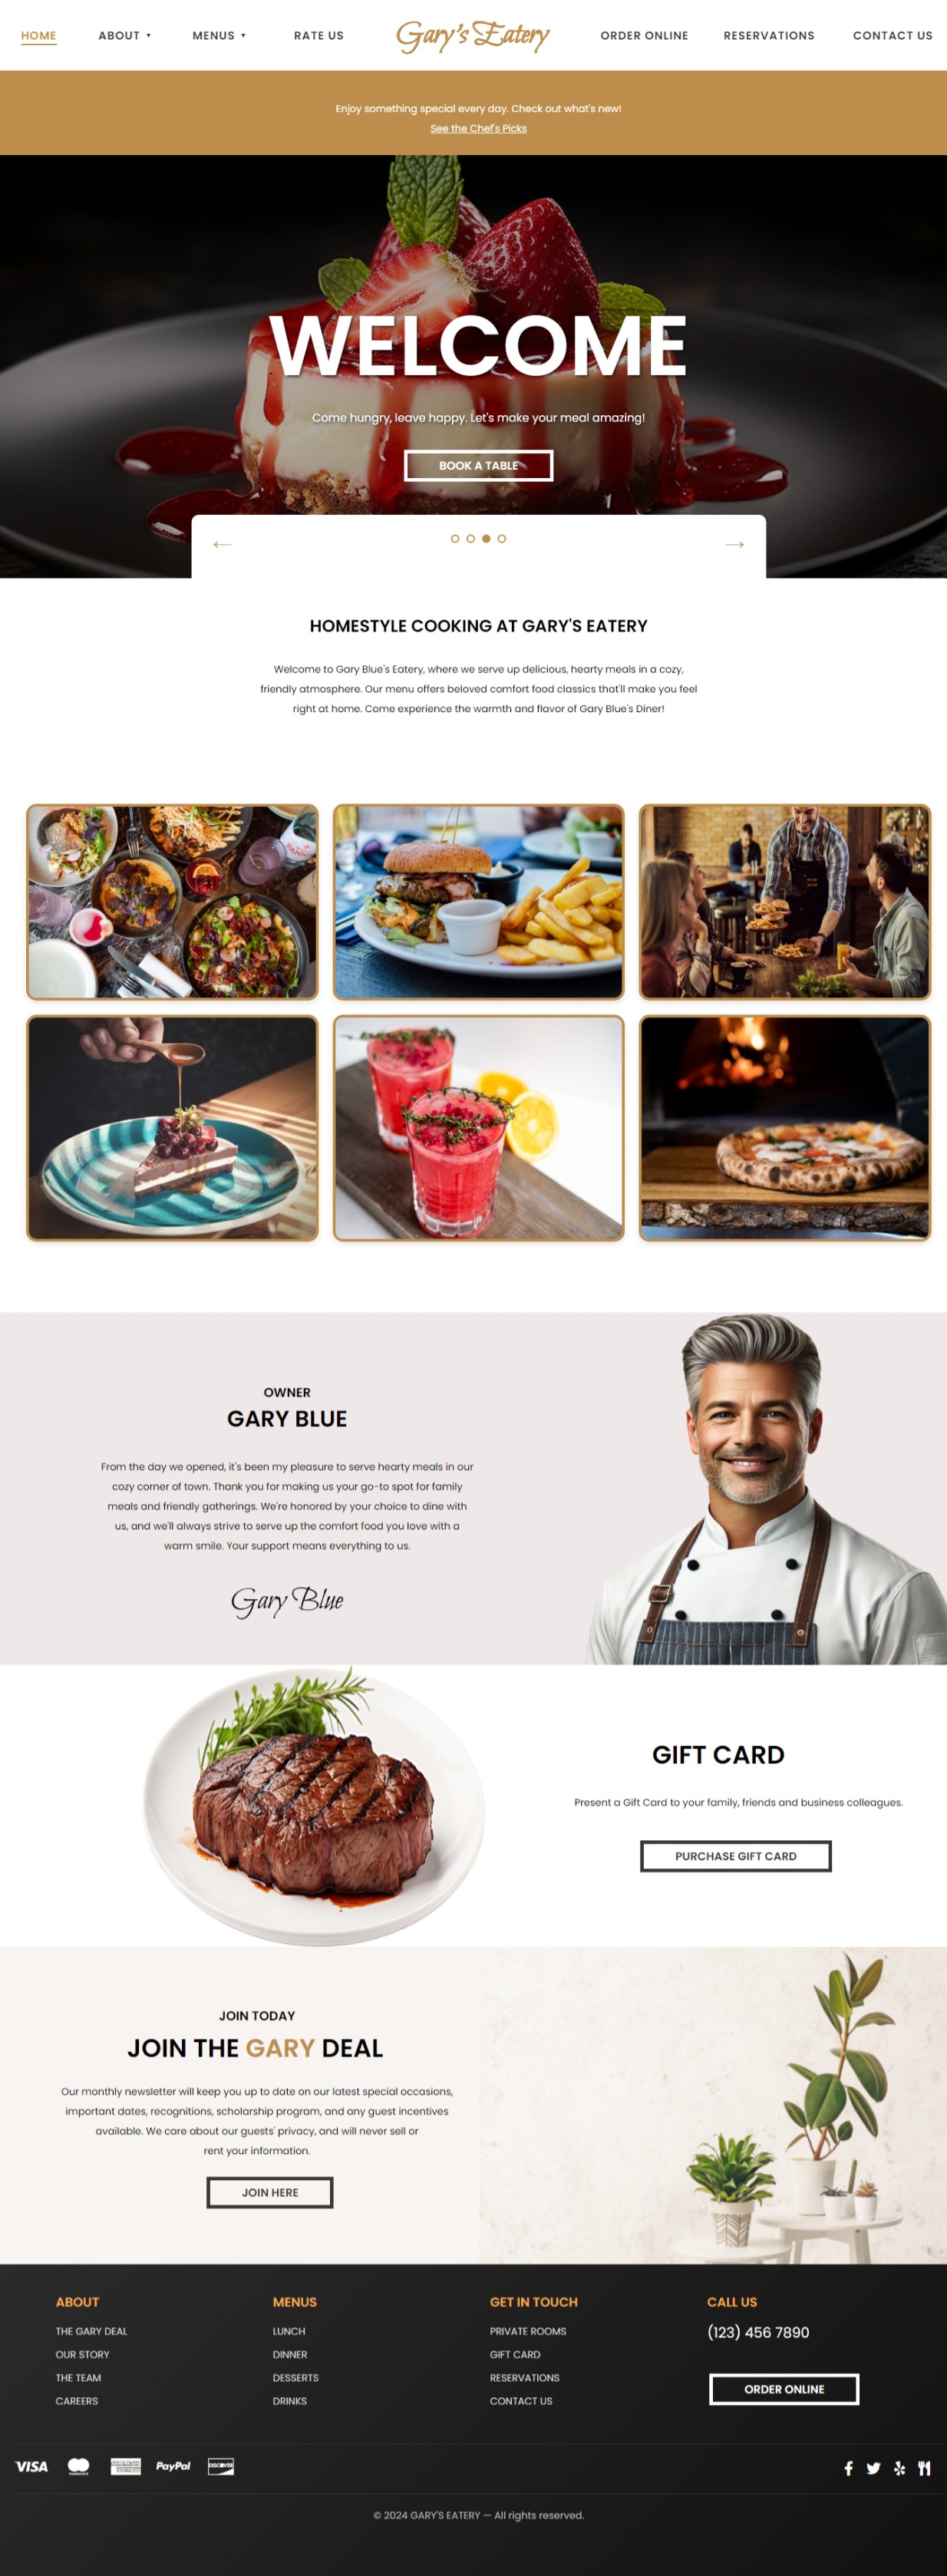 HOME ABOUT ▾ MENUS ▾ RATE US Gary's Eatery ORDER ONLINE RESERVATIONS CONTACT US
Enjoy something special every day. Check out what's new!
See the Chef's Picks
WELCOME
Come hungry, leave happy. Let's make your meal amazing!
BOOK A TABLE
← →
HOMESTYLE COOKING AT GARY'S EATERY
Welcome to Gary Blue's Eatery, where we serve up delicious, hearty meals in a cozy,
friendly atmosphere. Our menu offers beloved comfort food classics that'll make you feel
right at home. Come experience the warmth and flavor of Gary Blue's Diner!
OWNER
GARY BLUE
From the day we opened, it's been my pleasure to serve hearty meals in our
cozy corner of town. Thank you for making us your go-to spot for family
meals and friendly gatherings. We're honored by your choice to dine with
us, and we'll always strive to serve up the comfort food you love with a
warm smile. Your support means everything to us.
Gary Blue
GIFT CARD
Present a Gift Card to your family, friends and business colleagues.
PURCHASE GIFT CARD
JOIN TODAY
JOIN THE GARY DEAL
Our monthly newsletter will keep you up to date on our latest special occasions,
important dates, recognitions, scholarship program, and any guest incentives
available. We care about our guests' privacy, and will never sell or
rent your information.
JOIN HERE
ABOUT
THE GARY DEAL
OUR STORY
THE TEAM
CAREERS
MENUS
LUNCH
DINNER
DESSERTS
DRINKS
GET IN TOUCH
PRIVATE ROOMS
GIFT CARD
RESERVATIONS
CONTACT US
CALL US
(123) 456 7890
ORDER ONLINE
VISA mastercard AMERICAN EXPRESS PayPal DISCOVER
© 2024 GARY'S EATERY — All rights reserved.